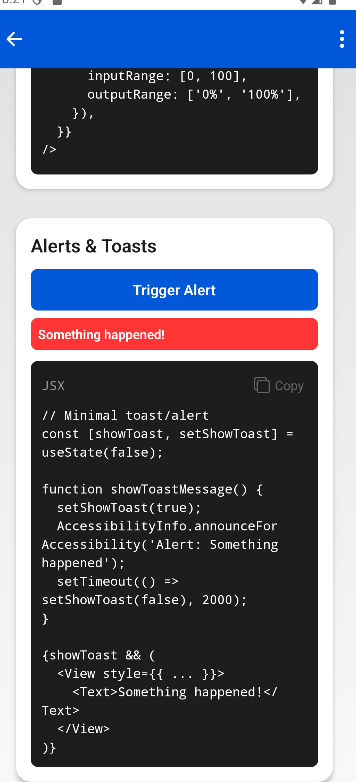 inputRange: [0, 100],
outputRange: ['0%', '100%'],
}),
}}
/>
Alerts & Toasts
Trigger Alert
Something happened!
JSX
Copy
// Minimal toast/alert
const [showToast, setShowToast] =
useState(false);
function showToastMessage() {
setShowToast(true);
AccessibilityInfo.announceFor
Accessibility('Alert: Something
happened');
setTimeout(() =>
setShowToast(false), 2000);
}
{showToast && (
<View style={{ ... }}>
<Text>Something happened!</
Text>
</View>
)}